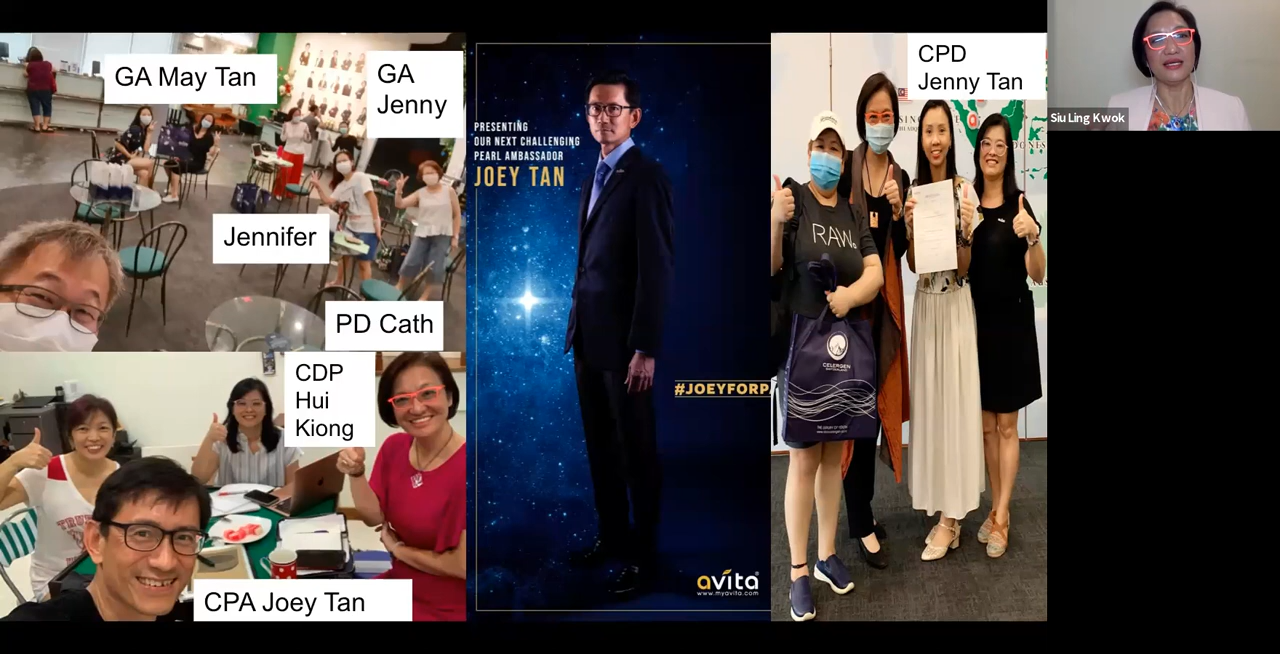 GA May Tan
GA
Jenny
Jennifer
PD Cath
CDP
Hui
Kiong
CPA Joey Tan
PRESENTING
OUR NEXT CHALLENGING
PEARL AMBASSADOR
JOEY TAN
#JOEYFORP
avita
www.myavita.com
CPD
Jenny Tan
RAW.
CELERGEN
Siu Ling Kwok